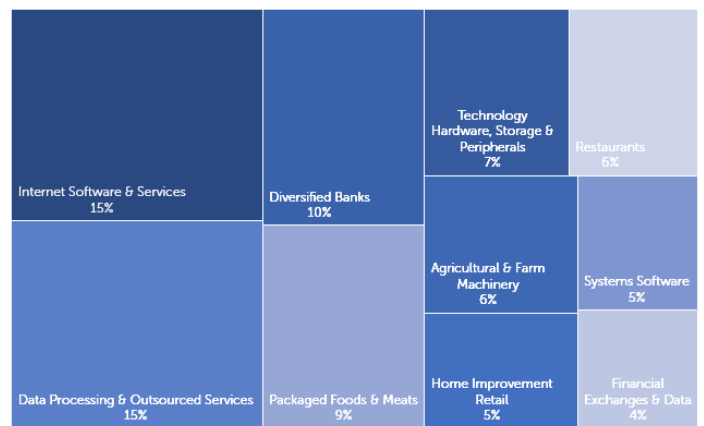 Internet Software & Services
15%
Data Processing & Outsourced Services
15%
Diversified Banks
10%
Packaged Foods & Meats
9%
Technology
Hardware, Storage &
Peripherals
7%
Restaurants
6%
Agricultural & Farm
Machinery
6%
Systems Software
5%
Home Improvement
Retail
5%
Financial
Exchanges & Data
4%